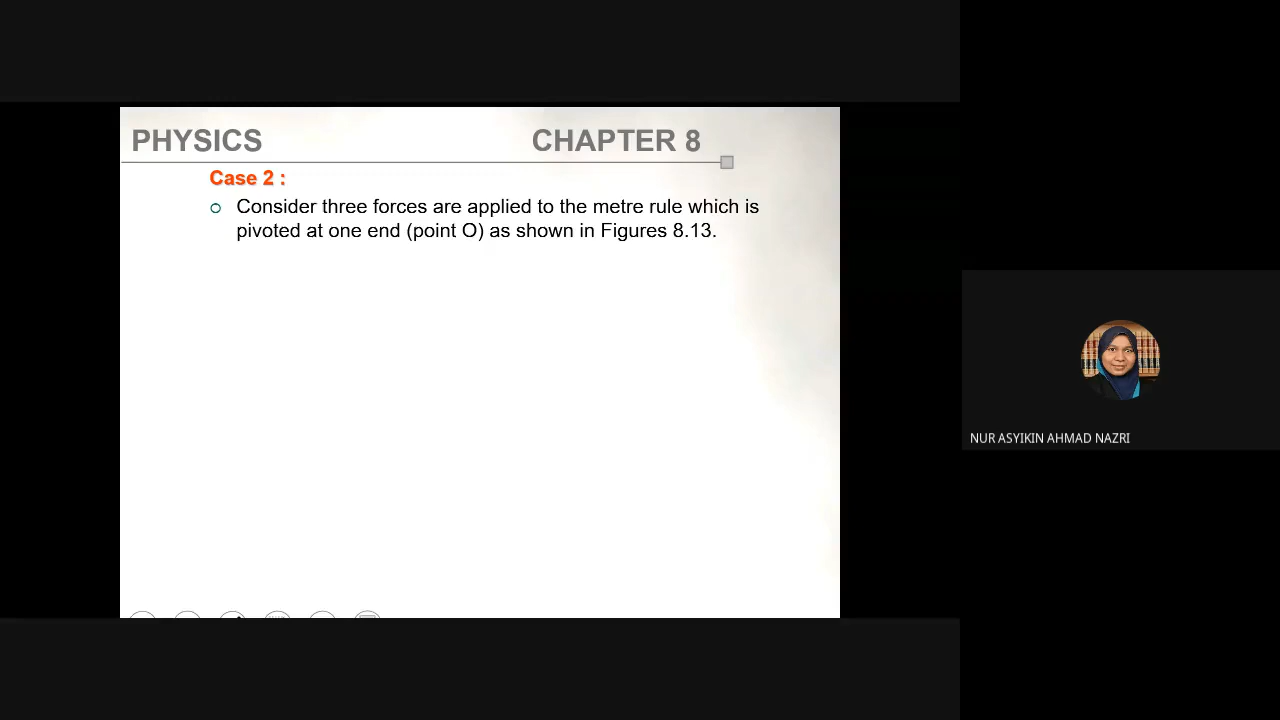 PHYSICS CHAPTER 8
Case 2 :
Consider three forces are applied to the metre rule which is
pivoted at one end (point O) as shown in Figures 8.13.
NUR ASYIKIN AHMAD NAZRI